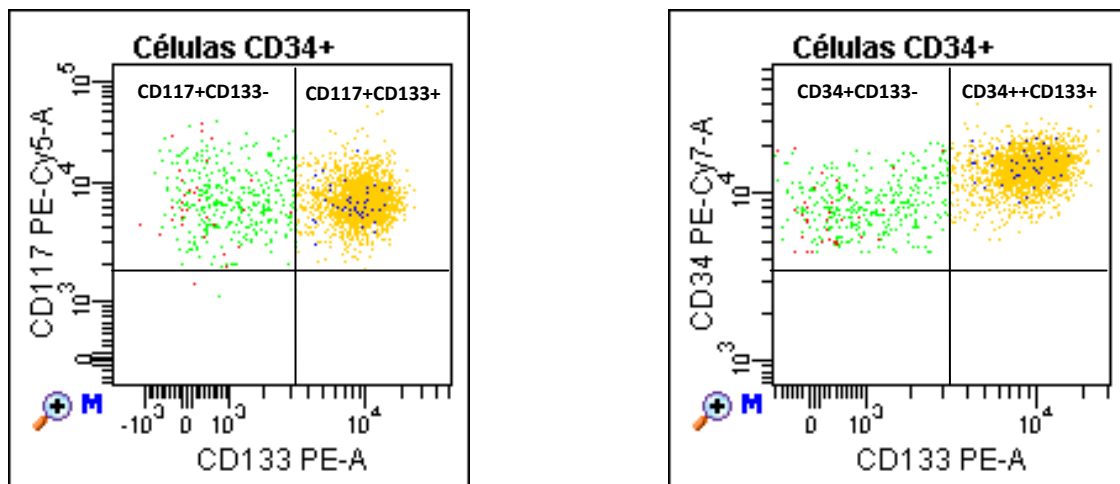 Células CD34+
CD117+CD133-
CD117+CD133+
CD117 PE-Cy5-A
10^5
10^4
10^3
0
-10^3 0 10^3 10^4
CD133 PE-A
M
Células CD34+
CD34+CD133-
CD34++CD133+
CD34 PE-Cy7-A
10^4
10^3
0 10^3 10^4
CD133 PE-A
M